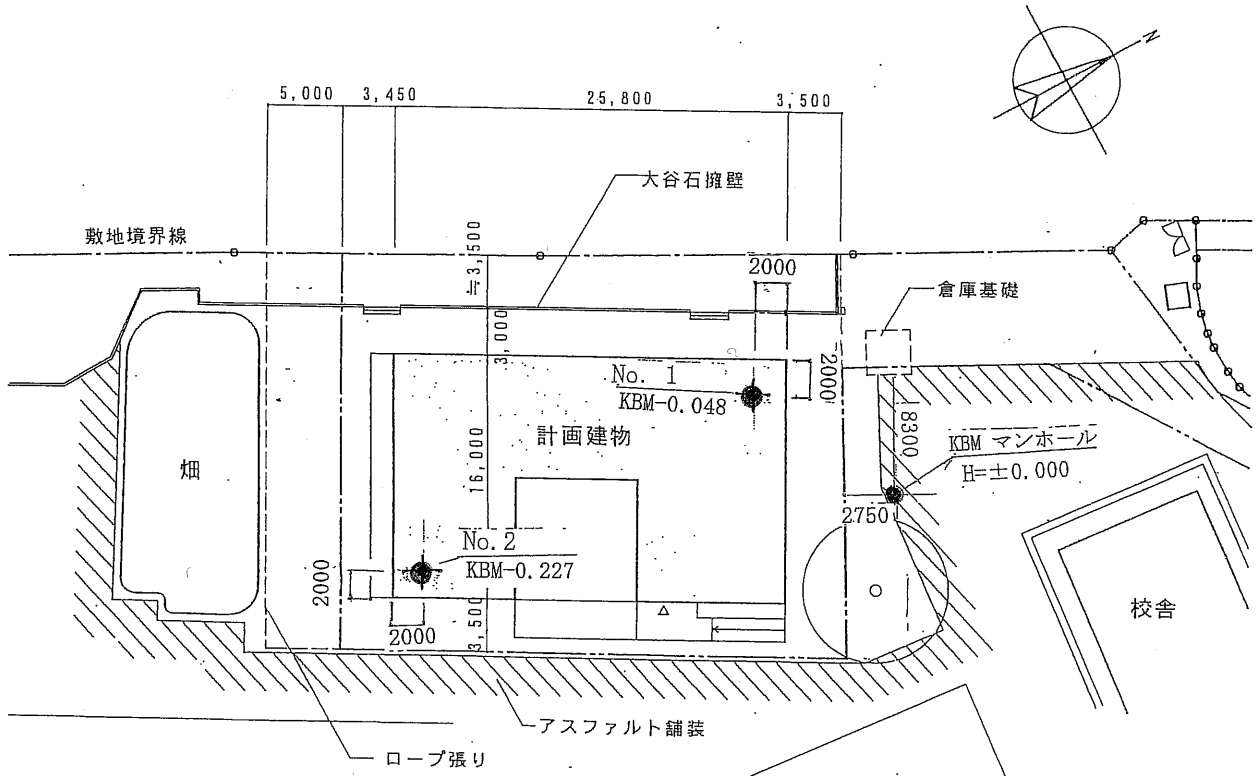 N
5,000 3,450 25,800 3,500
大谷石擁壁
敷地境界線
≒3,500
2000
倉庫基礎
3,000
No. 1
KBM-0.048
2000
計画建物
8300
KBM マンホール
H=±0.000
畑
16,000
2750
No. 2
KBM-0.227
2000
2000
3,500
校舎
アスファルト舗装
ロープ張り